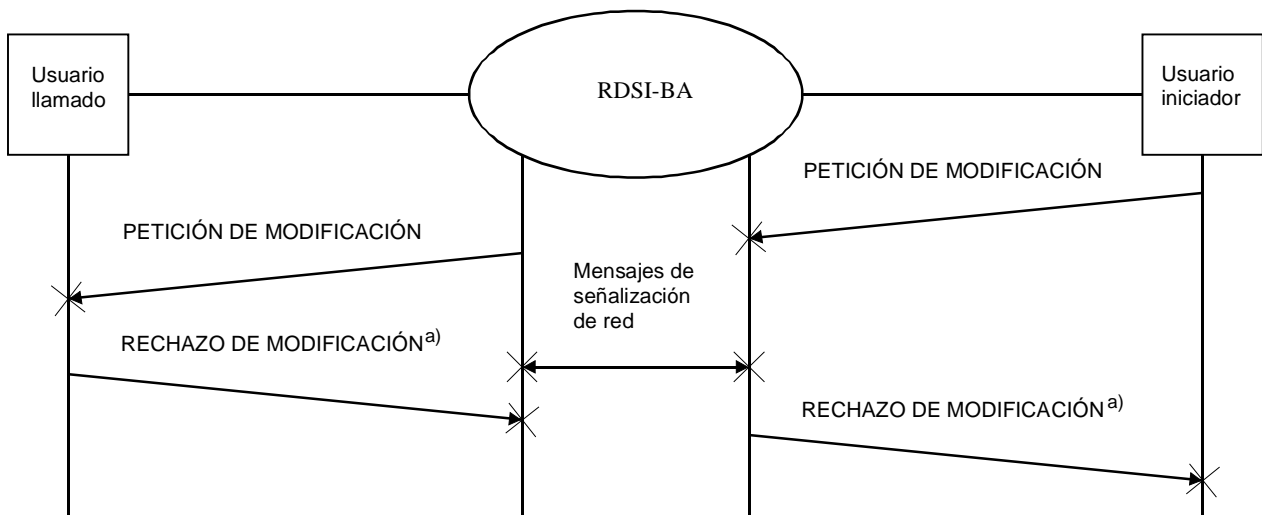 Usuario
llamado
RDSI-BA
Usuario
iniciador
PETICIÓN DE MODIFICACIÓN
PETICIÓN DE MODIFICACIÓN
Mensajes de
señalización
de red
RECHAZO DE MODIFICACIÓN a)
RECHAZO DE MODIFICACIÓN a)